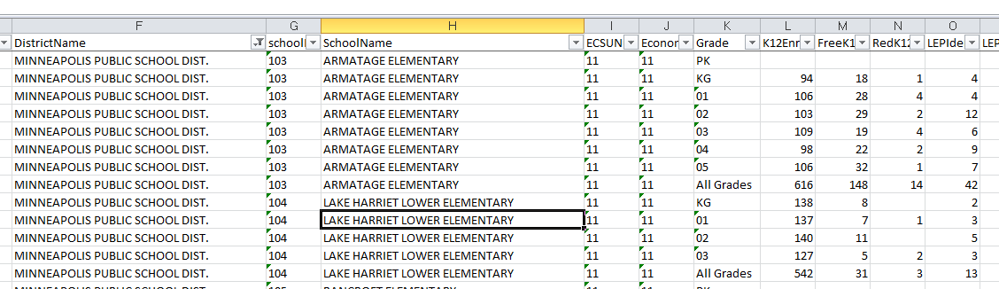 F G H I J K L M N O
DistrictName schoolI SchoolName ECSUN Econor Grade K12Enr FreeK1 RedK12 LEPIde LEP
MINNEAPOLIS PUBLIC SCHOOL DIST. 103 ARMATAGE ELEMENTARY 11 11 PK
MINNEAPOLIS PUBLIC SCHOOL DIST. 103 ARMATAGE ELEMENTARY 11 11 KG 94 18 1 4
MINNEAPOLIS PUBLIC SCHOOL DIST. 103 ARMATAGE ELEMENTARY 11 11 01 106 28 4 4
MINNEAPOLIS PUBLIC SCHOOL DIST. 103 ARMATAGE ELEMENTARY 11 11 02 103 29 2 12
MINNEAPOLIS PUBLIC SCHOOL DIST. 103 ARMATAGE ELEMENTARY 11 11 03 109 19 4 6
MINNEAPOLIS PUBLIC SCHOOL DIST. 103 ARMATAGE ELEMENTARY 11 11 04 98 22 2 9
MINNEAPOLIS PUBLIC SCHOOL DIST. 103 ARMATAGE ELEMENTARY 11 11 05 106 32 1 7
MINNEAPOLIS PUBLIC SCHOOL DIST. 103 ARMATAGE ELEMENTARY 11 11 All Grades 616 148 14 42
MINNEAPOLIS PUBLIC SCHOOL DIST. 104 LAKE HARRIET LOWER ELEMENTARY 11 11 KG 138 8 2
MINNEAPOLIS PUBLIC SCHOOL DIST. 104 LAKE HARRIET LOWER ELEMENTARY 11 11 01 137 7 1 3
MINNEAPOLIS PUBLIC SCHOOL DIST. 104 LAKE HARRIET LOWER ELEMENTARY 11 11 02 140 11 5
MINNEAPOLIS PUBLIC SCHOOL DIST. 104 LAKE HARRIET LOWER ELEMENTARY 11 11 03 127 5 2 3
MINNEAPOLIS PUBLIC SCHOOL DIST. 104 LAKE HARRIET LOWER ELEMENTARY 11 11 All Grades 542 31 3 13